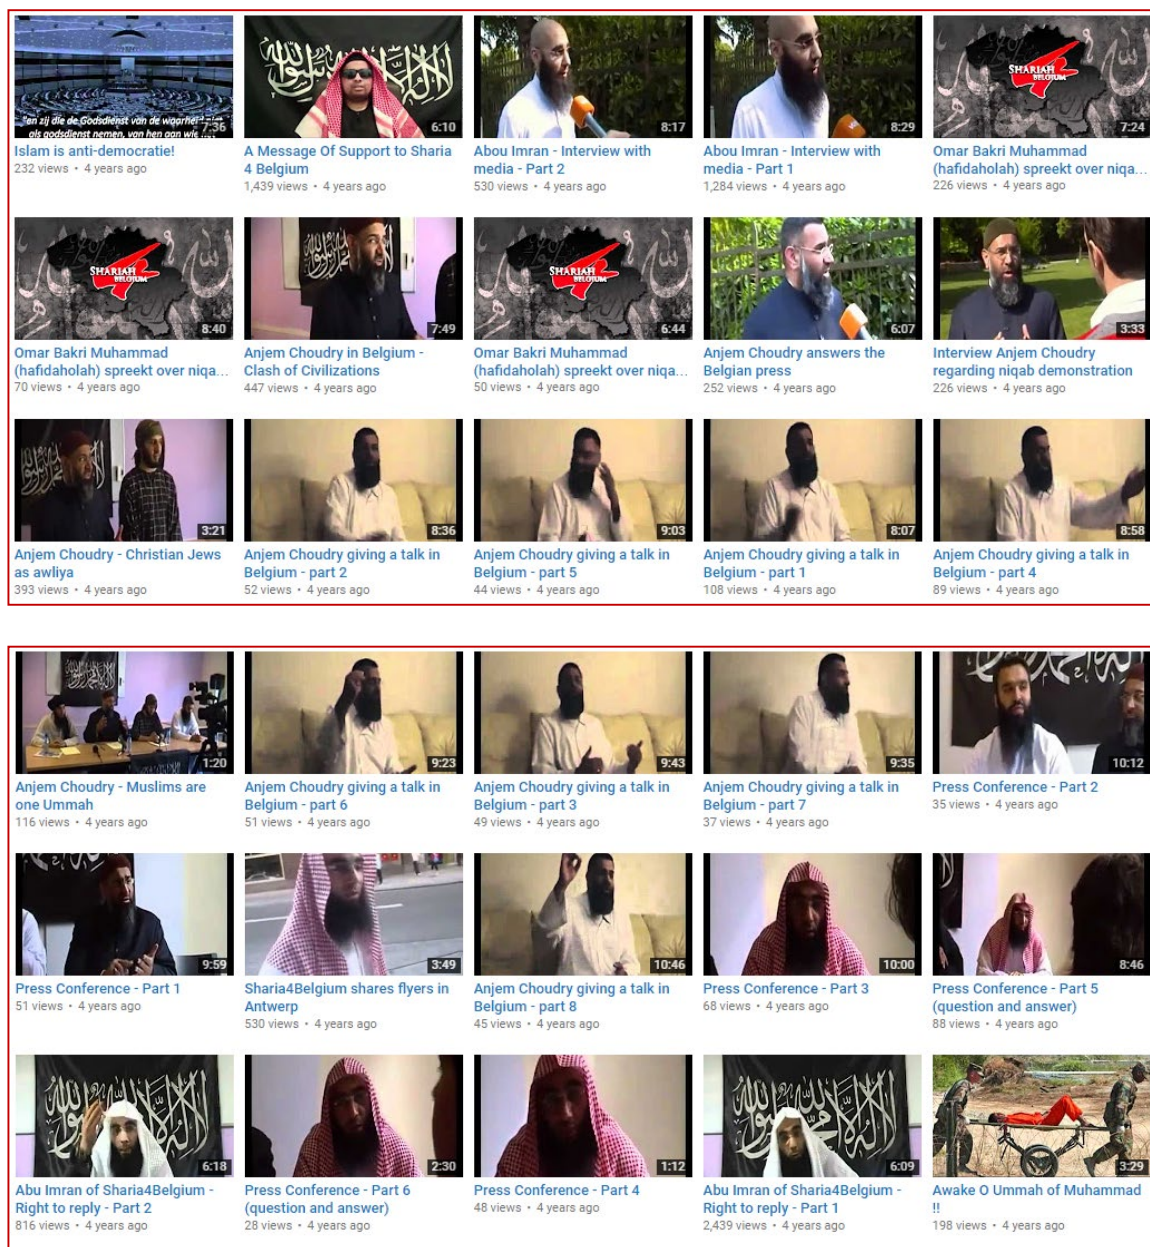 "en zij die de Godsdienst van de waarheid niet
als godsdienst nemen, van hen aan wie het
7:36
Islam is anti-democratie!
232 views • 4 years ago
6:10
A Message Of Support to Sharia
4 Belgium
1,439 views • 4 years ago
8:17
Abou Imran - Interview with
media - Part 2
530 views • 4 years ago
8:29
Abou Imran - Interview with
media - Part 1
1,284 views • 4 years ago
SHARIAH
BELGIUM
7:24
Omar Bakri Muhammad
(hafidaholah) spreekt over niqa...
226 views • 4 years ago
SHARIAH
BELGIUM
8:40
Omar Bakri Muhammad
(hafidaholah) spreekt over niqa...
70 views • 4 years ago
7:49
Anjem Choudry in Belgium -
Clash of Civilizations
447 views • 4 years ago
SHARIAH
BELGIUM
6:44
Omar Bakri Muhammad
(hafidaholah) spreekt over niqa...
50 views • 4 years ago
6:07
Anjem Choudry answers the
Belgian press
252 views • 4 years ago
3:33
Interview Anjem Choudry
regarding niqab demonstration
226 views • 4 years ago
3:21
Anjem Choudry - Christian Jews
as awliya
393 views • 4 years ago
8:36
Anjem Choudry giving a talk in
Belgium - part 2
52 views • 4 years ago
9:03
Anjem Choudry giving a talk in
Belgium - part 5
44 views • 4 years ago
8:07
Anjem Choudry giving a talk in
Belgium - part 1
108 views • 4 years ago
8:58
Anjem Choudry giving a talk in
Belgium - part 4
89 views • 4 years ago
1:20
Anjem Choudry - Muslims are
one Ummah
116 views • 4 years ago
9:23
Anjem Choudry giving a talk in
Belgium - part 6
51 views • 4 years ago
9:43
Anjem Choudry giving a talk in
Belgium - part 3
49 views • 4 years ago
9:35
Anjem Choudry giving a talk in
Belgium - part 7
37 views • 4 years ago
10:12
Press Conference - Part 2
35 views • 4 years ago
9:59
Press Conference - Part 1
51 views • 4 years ago
3:49
Sharia4Belgium shares flyers in
Antwerp
530 views • 4 years ago
10:46
Anjem Choudry giving a talk in
Belgium - part 8
45 views • 4 years ago
10:00
Press Conference - Part 3
68 views • 4 years ago
8:46
Press Conference - Part 5
(question and answer)
88 views • 4 years ago
6:18
Abu Imran of Sharia4Belgium -
Right to reply - Part 2
816 views • 4 years ago
2:30
Press Conference - Part 6
(question and answer)
28 views • 4 years ago
1:12
Press Conference - Part 4
48 views • 4 years ago
6:09
Abu Imran of Sharia4Belgium -
Right to reply - Part 1
2,439 views • 4 years ago
3:29
Awake O Ummah of Muhammad
!!
198 views • 4 years ago